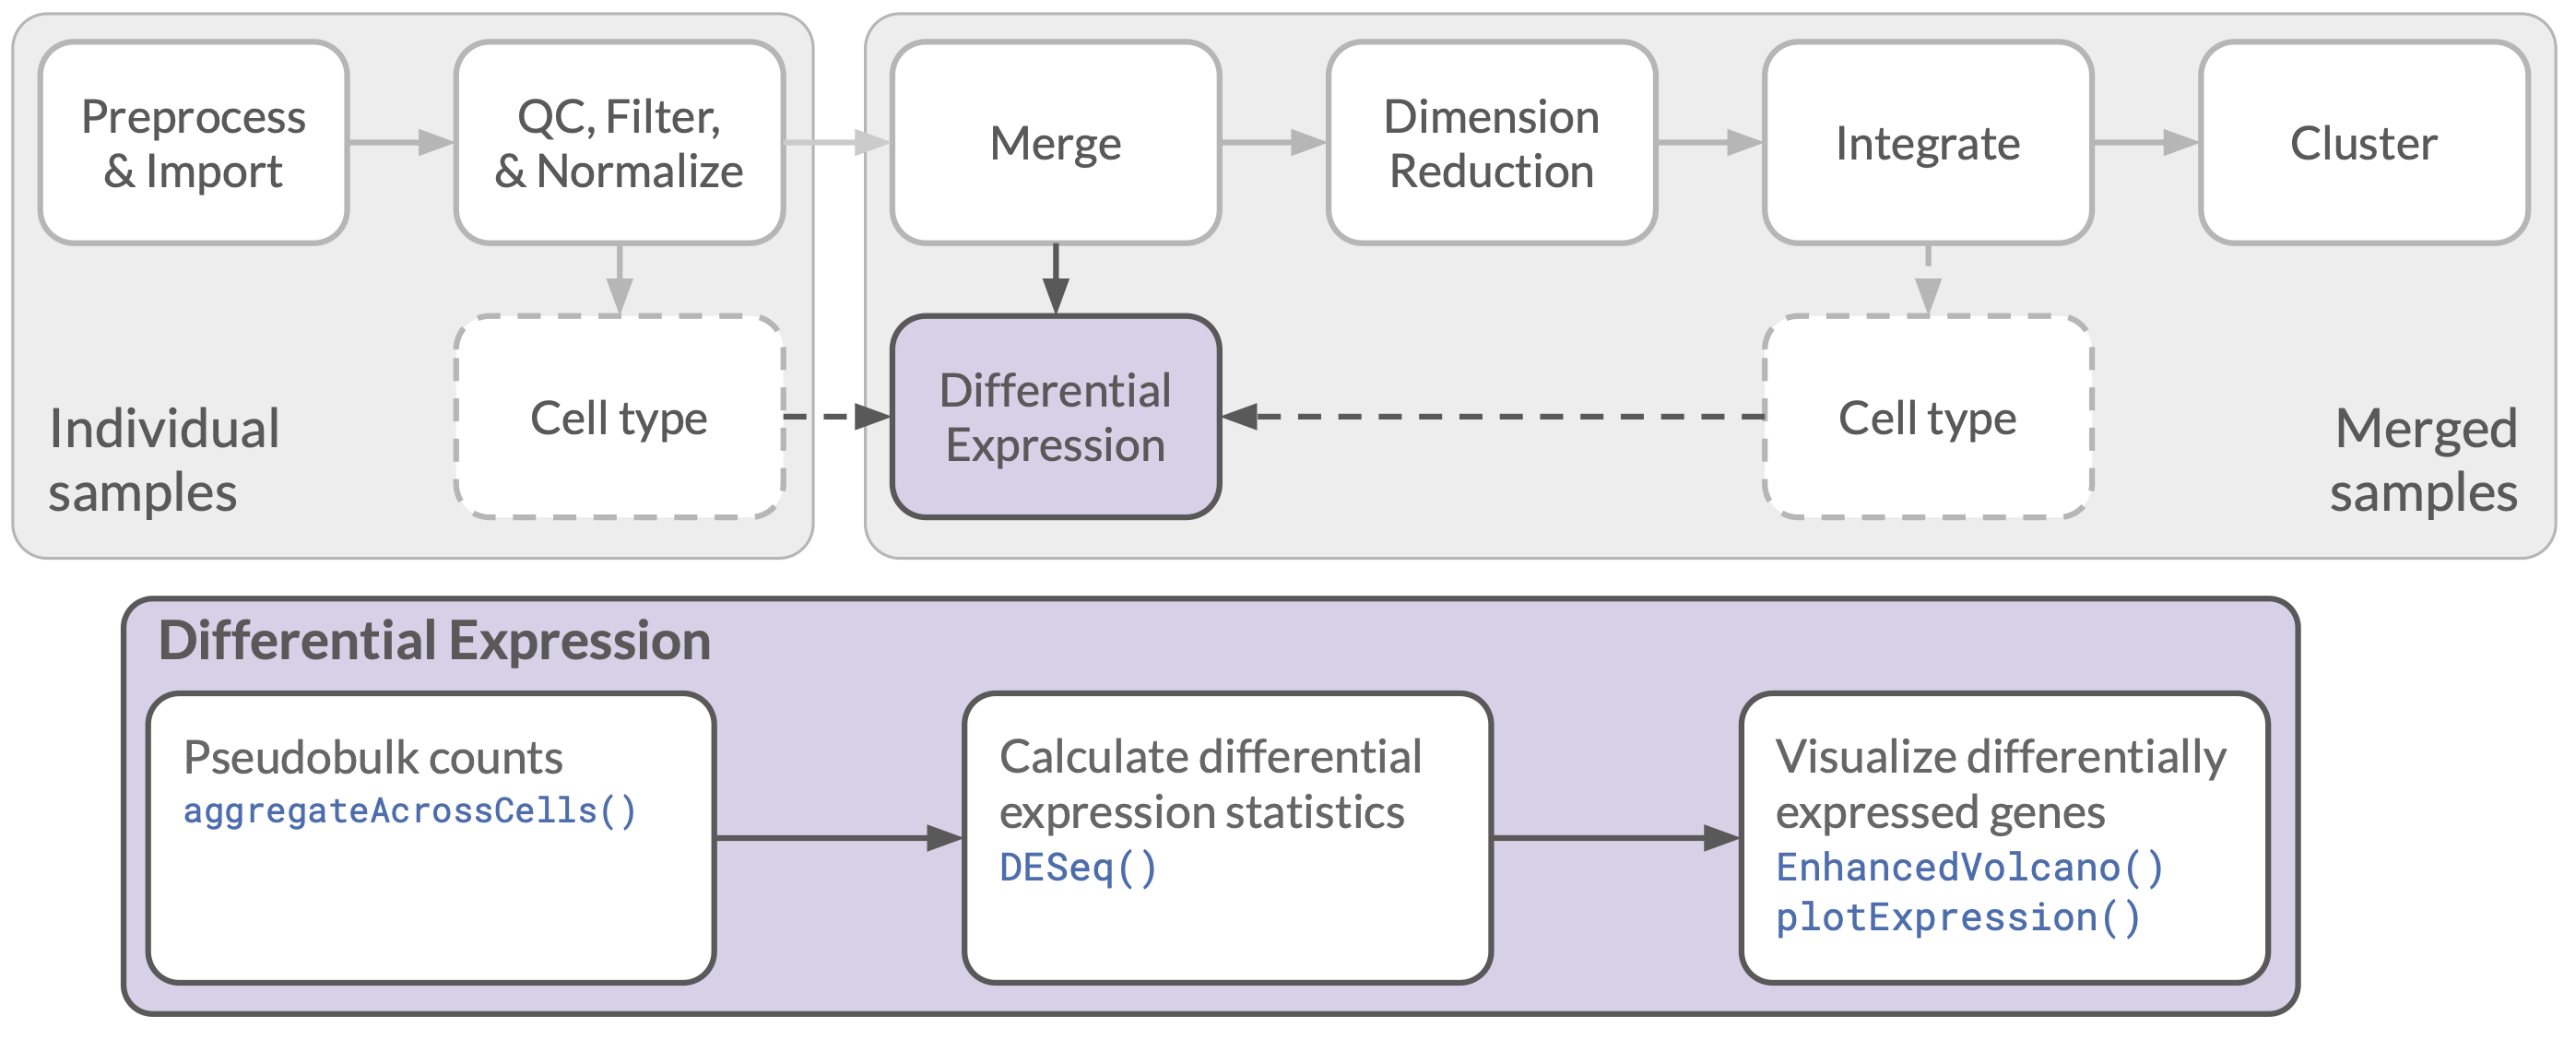 Preprocess
& Import
QC, Filter,
& Normalize
Merge
Dimension
Reduction
Integrate
Cluster
Cell type
Differential
Expression
Cell type
Individual
samples
Merged
samples
Differential Expression
Pseudobulk counts
aggregateAcrossCells()
Calculate differential
expression statistics
DESeq()
Visualize differentially
expressed genes
EnhancedVolcano()
plotExpression()